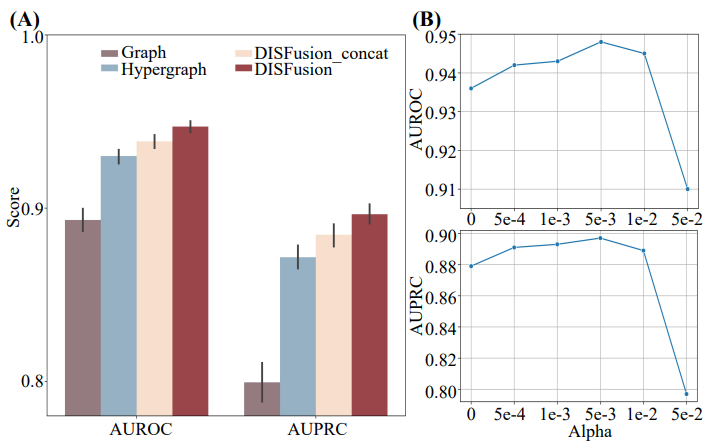 (A)
Score
1.0
0.9
0.8
Graph
Hypergraph
DISFusion_concat
DISFusion
AUROC
AUPRC
(B)
AUROC
0.95
0.94
0.93
0.92
0.91
0 5e-4 1e-3 5e-3 1e-2 5e-2
AUPRC
0.90
0.88
0.86
0.84
0.82
0.80
0 5e-4 1e-3 5e-3 1e-2 5e-2
Alpha